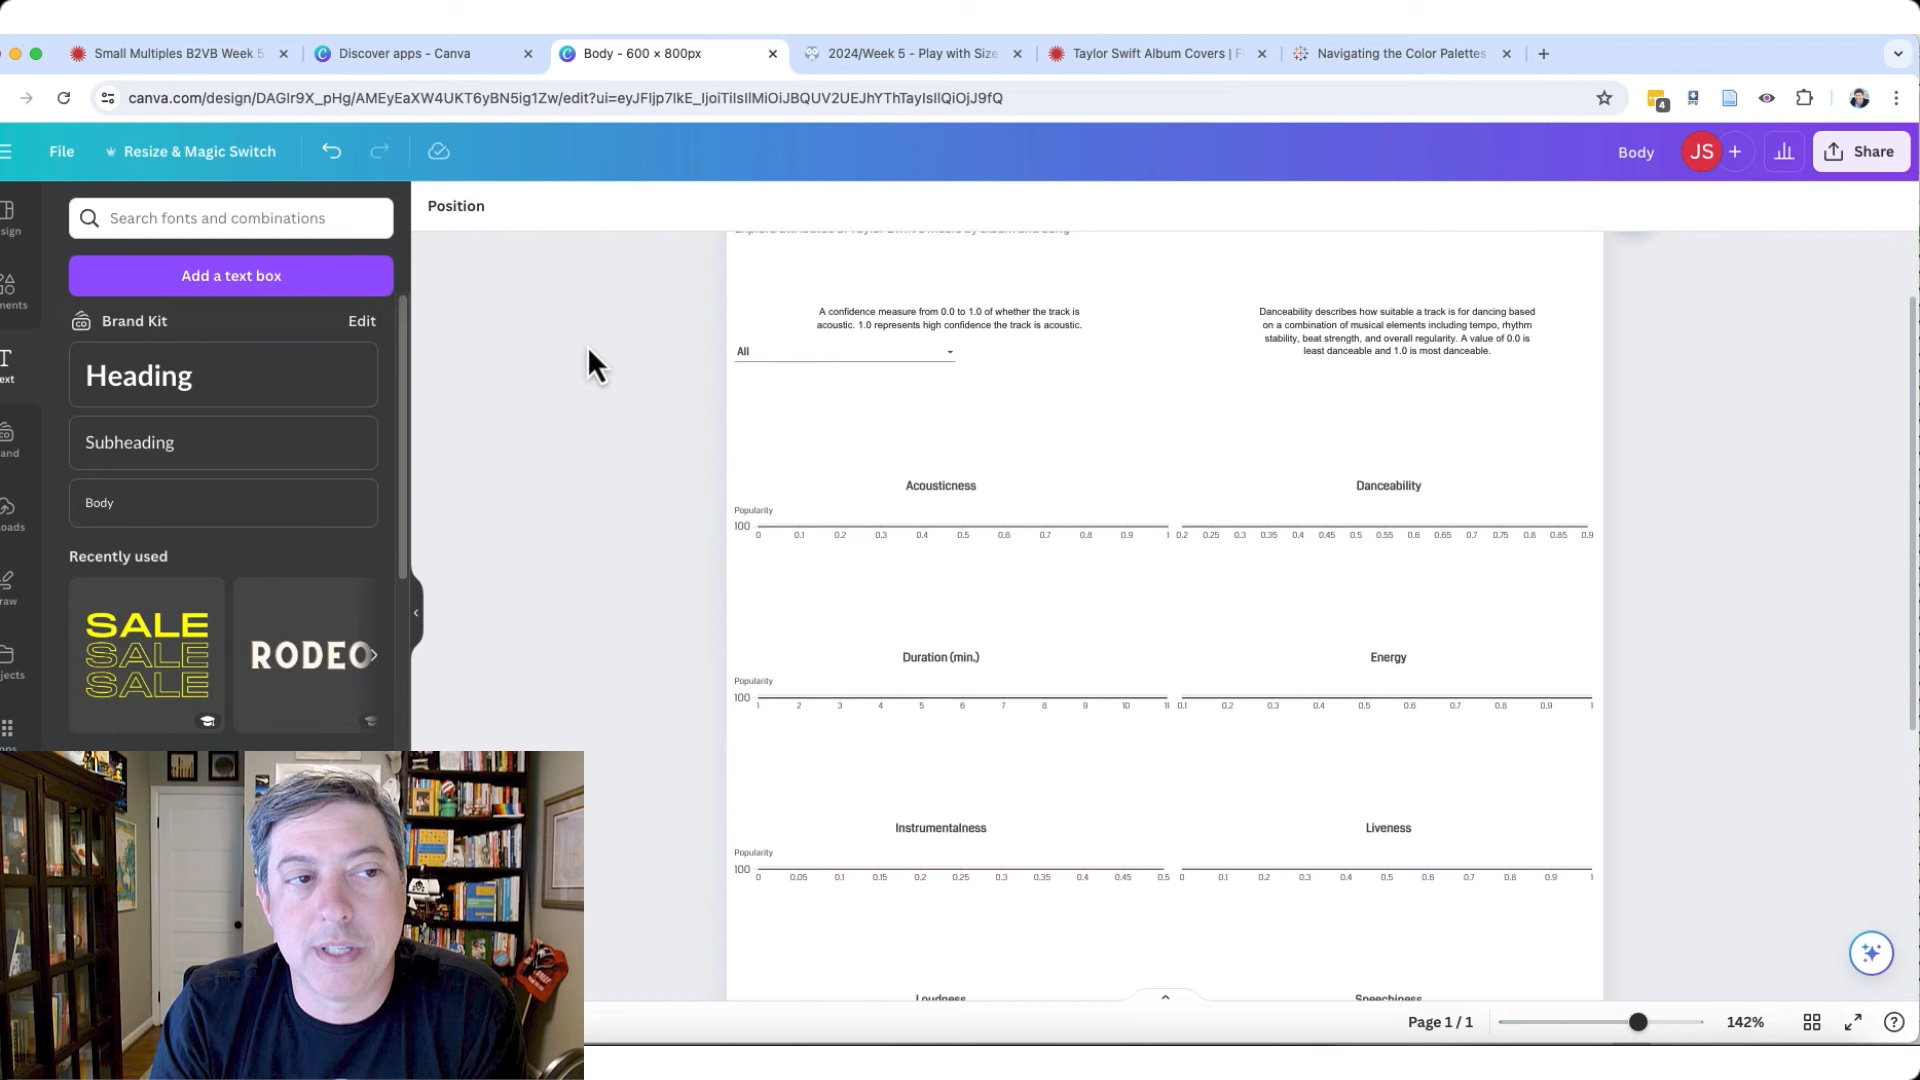 Small Multiples B2VB Week 5
Discover apps - Canva
Body - 600 × 800px
2024/Week 5 - Play with Size
Taylor Swift Album Covers | F
Navigating the Color Palettes
canva.com/design/DAGIr9X_pHg/AMEyEaXW4UKT6yBN5ig1Zw/edit?ui=eyJFIjp7IkE_IjoiTiIsIlMiOiJBQUV2UEJhYThTayIsIlQiOjJ9fQ
4
File
Resize & Magic Switch
Body
JS
Share
Search fonts and combinations
Position
Add a text box
Brand Kit
Edit
Heading
Subheading
Body
Recently used
SALE
SALE
SALE
RODEO
Explore attributes of Taylor Swift's music by album and song
A confidence measure from 0.0 to 1.0 of whether the track is
acoustic. 1.0 represents high confidence the track is acoustic.
All
Danceability describes how suitable a track is for dancing based
on a combination of musical elements including tempo, rhythm
stability, beat strength, and overall regularity. A value of 0.0 is
least danceable and 1.0 is most danceable.
Acousticness
Danceability
Popularity
100
0 0.1 0.2 0.3 0.4 0.5 0.6 0.7 0.8 0.9 1
0.2 0.25 0.3 0.35 0.4 0.45 0.5 0.55 0.6 0.65 0.7 0.75 0.8 0.85 0.9
Duration (min.)
Energy
Popularity
100
1 2 3 4 5 6 7 8 9 10 11
0.1 0.2 0.3 0.4 0.5 0.6 0.7 0.8 0.9 1
Instrumentalness
Liveness
Popularity
100
0 0.05 0.1 0.15 0.2 0.25 0.3 0.35 0.4 0.45 0.5
0 0.1 0.2 0.3 0.4 0.5 0.6 0.7 0.8 0.9 1
Loudness
Speechiness
Page 1 / 1
142%